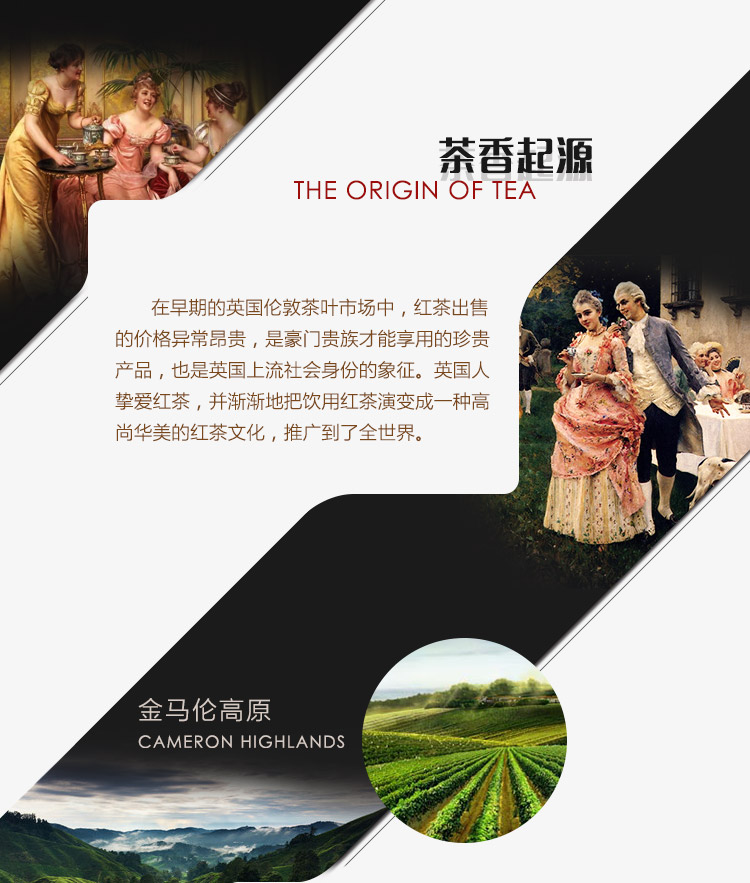 茶香起源
THE ORIGIN OF TEA
在早期的英国伦敦茶叶市场中，红茶出售
的价格异常昂贵，是豪门贵族才能享用的珍贵
产品，也是英国上流社会身份的象征。英国人
挚爱红茶，并渐渐地把饮用红茶演变成一种高
尚华美的红茶文化，推广到了全世界。
金马伦高原
CAMERON HIGHLANDS